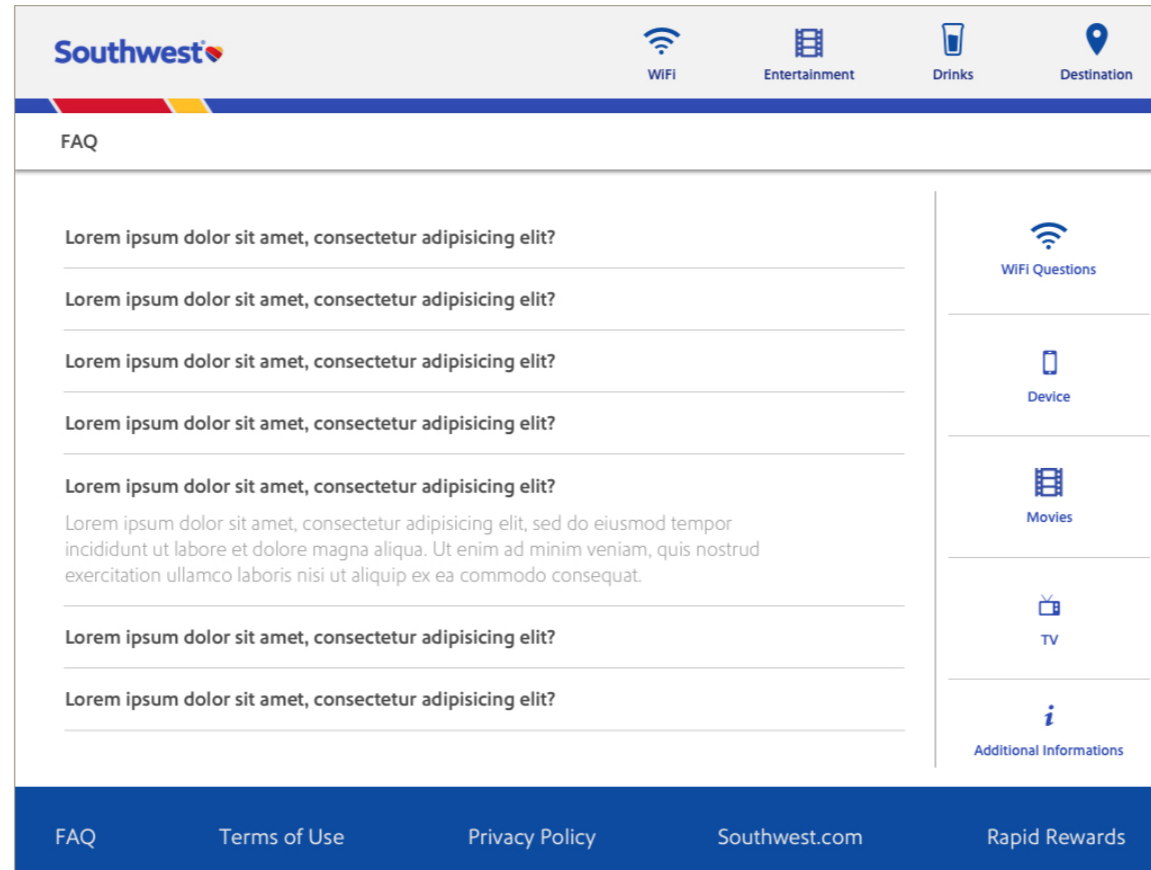 Southwest
WiFi
Entertainment
Drinks
Destination
FAQ
Lorem ipsum dolor sit amet, consectetur adipisicing elit?
Lorem ipsum dolor sit amet, consectetur adipisicing elit?
Lorem ipsum dolor sit amet, consectetur adipisicing elit?
Lorem ipsum dolor sit amet, consectetur adipisicing elit?
Lorem ipsum dolor sit amet, consectetur adipisicing elit?
Lorem ipsum dolor sit amet, consectetur adipisicing elit, sed do eiusmod tempor
incididunt ut labore et dolore magna aliqua. Ut enim ad minim veniam, quis nostrud
exercitation ullamco laboris nisi ut aliquip ex ea commodo consequat.
Lorem ipsum dolor sit amet, consectetur adipisicing elit?
Lorem ipsum dolor sit amet, consectetur adipisicing elit?
WiFi Questions
Device
Movies
TV
Additional Informations
FAQ
Terms of Use
Privacy Policy
Southwest.com
Rapid Rewards